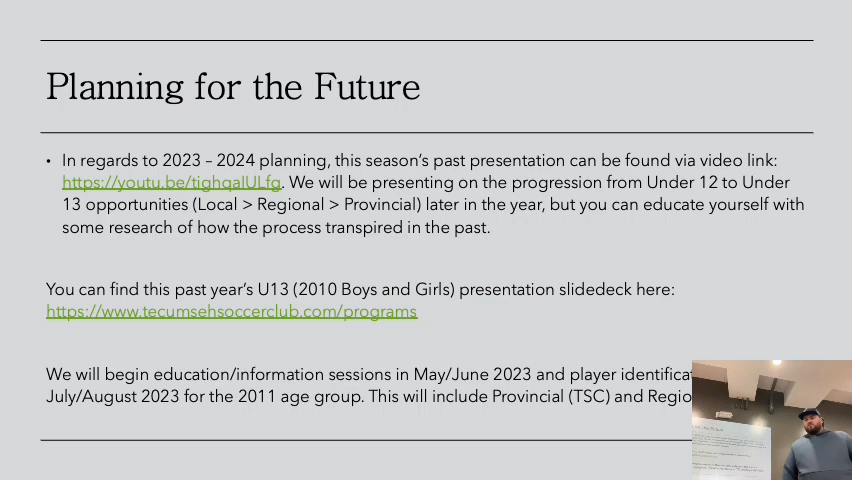 Planning for the Future
• In regards to 2023 – 2024 planning, this season's past presentation can be found via video link:
https://youtu.be/tighqaIULfg. We will be presenting on the progression from Under 12 to Under
13 opportunities (Local > Regional > Provincial) later in the year, but you can educate yourself with
some research of how the process transpired in the past.
You can find this past year's U13 (2010 Boys and Girls) presentation slidedeck here:
https://www.tecumsehsoccerclub.com/programs
We will begin education/information sessions in May/June 2023 and player identificat
July/August 2023 for the 2011 age group. This will include Provincial (TSC) and Regio